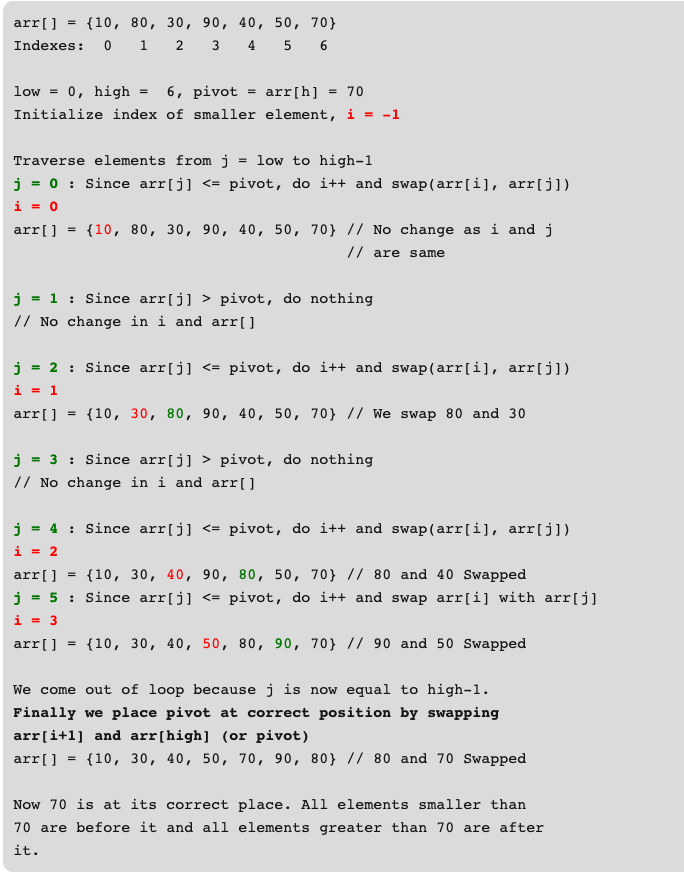 arr[] = {10, 80, 30, 90, 40, 50, 70}
Indexes:  0   1   2   3   4   5   6
low = 0, high =  6, pivot = arr[h] = 70
Initialize index of smaller element, i = -1
Traverse elements from j = low to high-1
j = 0 : Since arr[j] <= pivot, do i++ and swap(arr[i], arr[j])
i = 0
arr[] = {10, 80, 30, 90, 40, 50, 70} // No change as i and j
// are same
j = 1 : Since arr[j] > pivot, do nothing
// No change in i and arr[]
j = 2 : Since arr[j] <= pivot, do i++ and swap(arr[i], arr[j])
i = 1
arr[] = {10, 30, 80, 90, 40, 50, 70} // We swap 80 and 30
j = 3 : Since arr[j] > pivot, do nothing
// No change in i and arr[]
j = 4 : Since arr[j] <= pivot, do i++ and swap(arr[i], arr[j])
i = 2
arr[] = {10, 30, 40, 90, 80, 50, 70} // 80 and 40 Swapped
j = 5 : Since arr[j] <= pivot, do i++ and swap arr[i] with arr[j]
i = 3
arr[] = {10, 30, 40, 50, 80, 90, 70} // 90 and 50 Swapped
We come out of loop because j is now equal to high-1.
Finally we place pivot at correct position by swapping
arr[i+1] and arr[high] (or pivot)
arr[] = {10, 30, 40, 50, 70, 90, 80} // 80 and 70 Swapped
Now 70 is at its correct place. All elements smaller than
70 are before it and all elements greater than 70 are after
it.